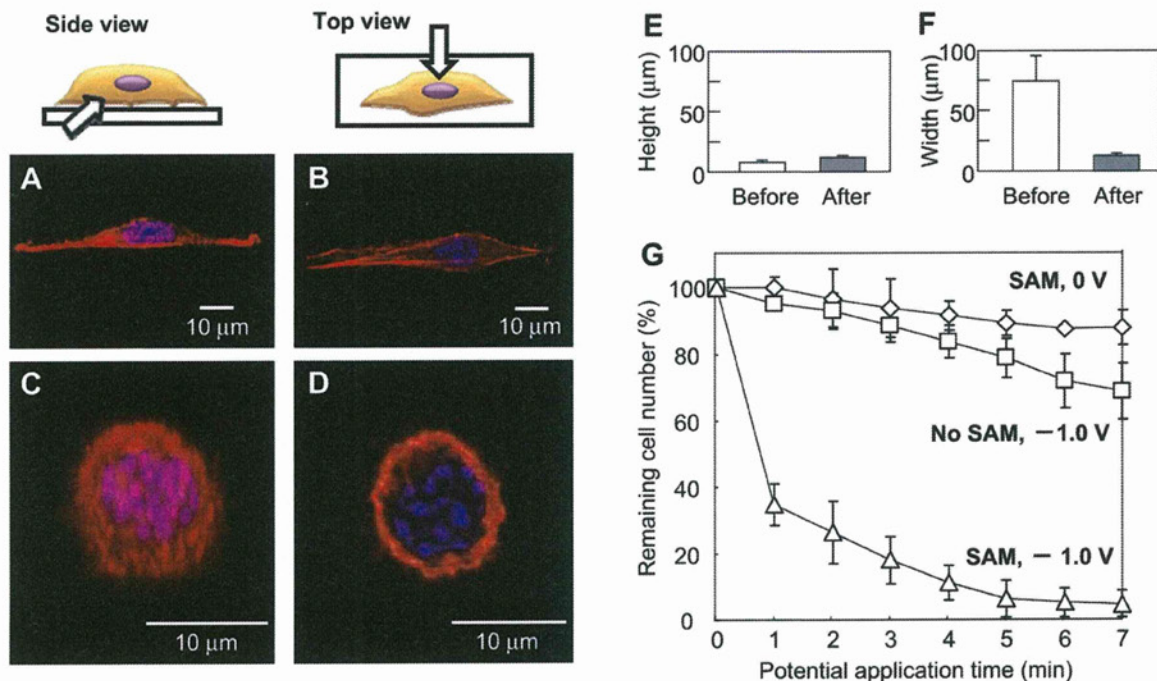 Side view
Top view
A
10 µm
B
10 µm
C
10 µm
D
10 µm
E
Height (µm)
100
50
0
Before After
F
Width (µm)
100
50
0
Before After
G
Remaining cell number (%)
100
80
60
40
20
0
SAM, 0 V
No SAM, −1.0 V
SAM, − 1.0 V
0 1 2 3 4 5 6 7
Potential application time (min)